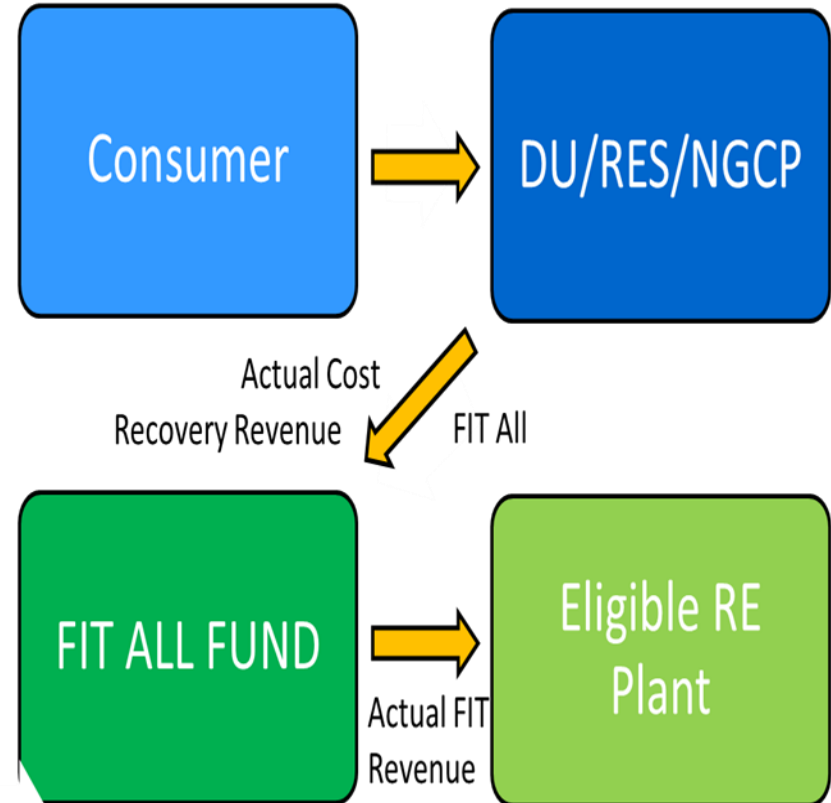 Consumer
DU/RES/NGCP
Actual Cost
Recovery Revenue
FIT All
FIT ALL FUND
Actual FIT
Revenue
Eligible RE
Plant